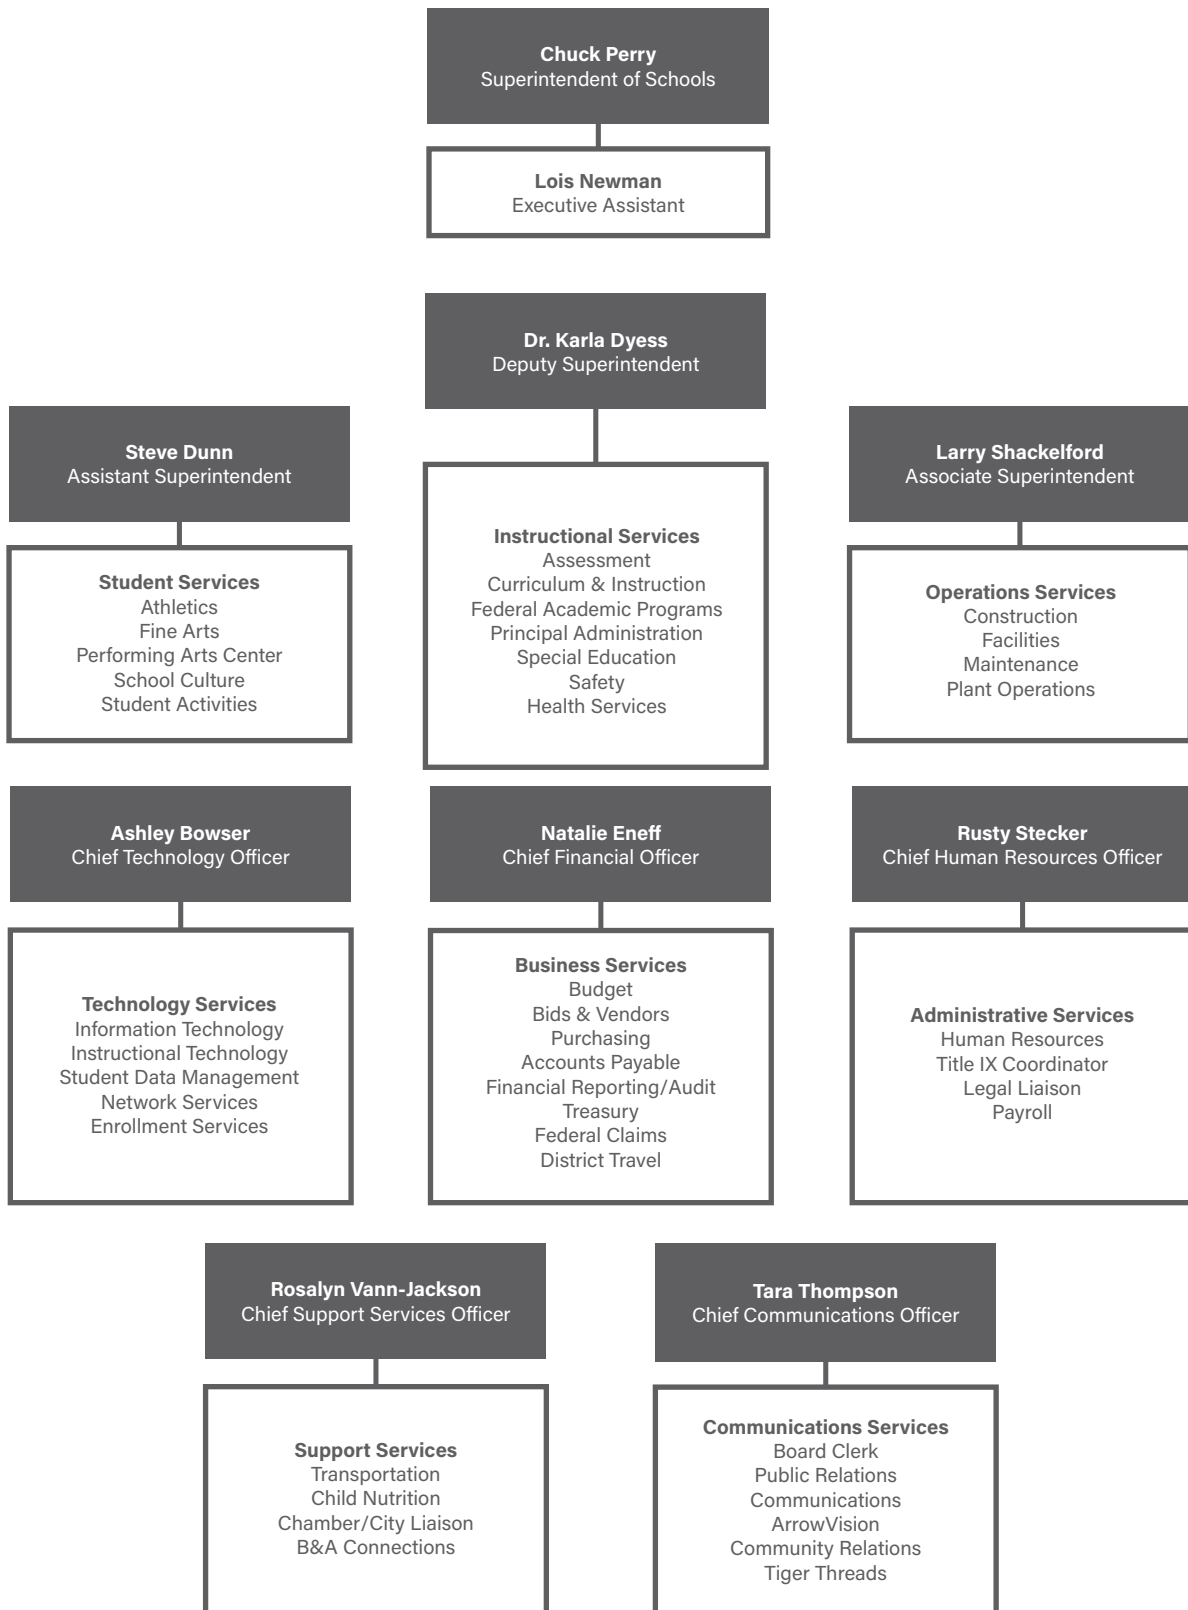 Chuck Perry
Superintendent of Schools
Lois Newman
Executive Assistant
Dr. Karla Dyess
Deputy Superintendent
Steve Dunn
Assistant Superintendent
Larry Shackelford
Associate Superintendent
Student Services
Athletics
Fine Arts
Performing Arts Center
School Culture
Student Activities
Instructional Services
Assessment
Curriculum & Instruction
Federal Academic Programs
Principal Administration
Special Education
Safety
Health Services
Operations Services
Construction
Facilities
Maintenance
Plant Operations
Ashley Bowser
Chief Technology Officer
Natalie Eneff
Chief Financial Officer
Rusty Stecker
Chief Human Resources Officer
Technology Services
Information Technology
Instructional Technology
Student Data Management
Network Services
Enrollment Services
Business Services
Budget
Bids & Vendors
Purchasing
Accounts Payable
Financial Reporting/Audit
Treasury
Federal Claims
District Travel
Administrative Services
Human Resources
Title IX Coordinator
Legal Liaison
Payroll
Rosalyn Vann-Jackson
Chief Support Services Officer
Tara Thompson
Chief Communications Officer
Support Services
Transportation
Child Nutrition
Chamber/City Liaison
B&A Connections
Communications Services
Board Clerk
Public Relations
Communications
ArrowVision
Community Relations
Tiger Threads